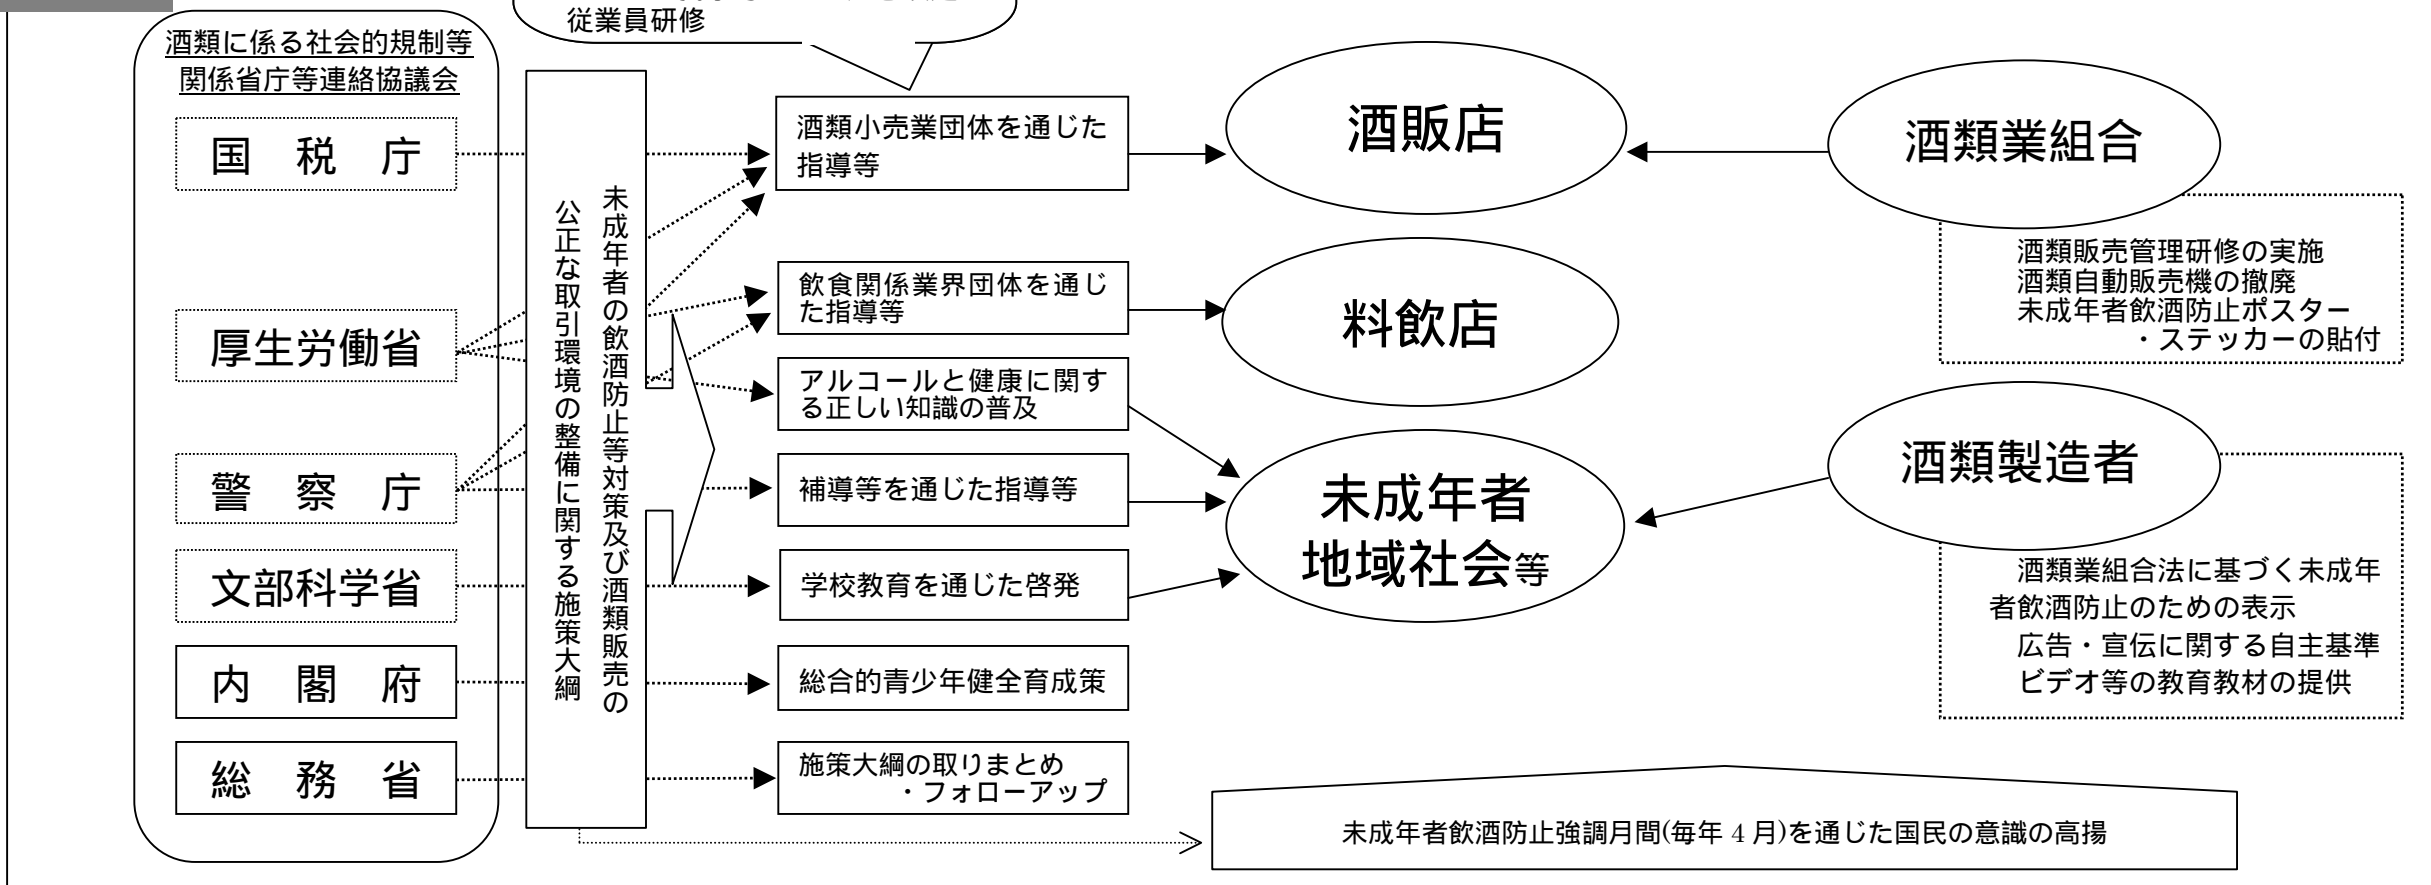 従業員研修
酒類に係る社会的規制等
関係省庁等連絡協議会
国 税 庁
厚生労働省
警 察 庁
文部科学省
内 閣 府
総 務 省
未成年者の飲酒防止等対策及び酒類販売の
公正な取引環境の整備に関する施策大綱
酒類小売業団体を通じた
指導等
飲食関係業界団体を通じ
た指導等
アルコールと健康に関す
る正しい知識の普及
補導等を通じた指導等
学校教育を通じた啓発
総合的青少年健全育成策
施策大綱の取りまとめ
・フォローアップ
酒販店
料飲店
未成年者
地域社会等
酒類業組合
酒類販売管理研修の実施
酒類自動販売機の撤廃
未成年者飲酒防止ポスター
・ステッカーの貼付
酒類製造者
酒類業組合法に基づく未成年
者飲酒防止のための表示
広告・宣伝に関する自主基準
ビデオ等の教育教材の提供
未成年者飲酒防止強調月間(毎年 4 月)を通じた国民の意識の高揚